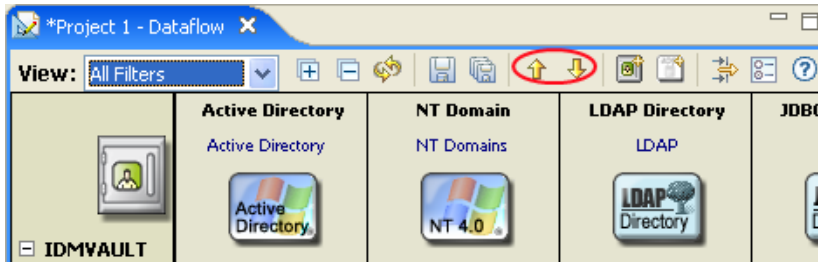 *Project 1 - Dataflow
View: All Filters
Active Directory NT Domain LDAP Directory
Active Directory NT Domains LDAP
Active Directory NT 4.0 LDAP Directory
IDMVAULT